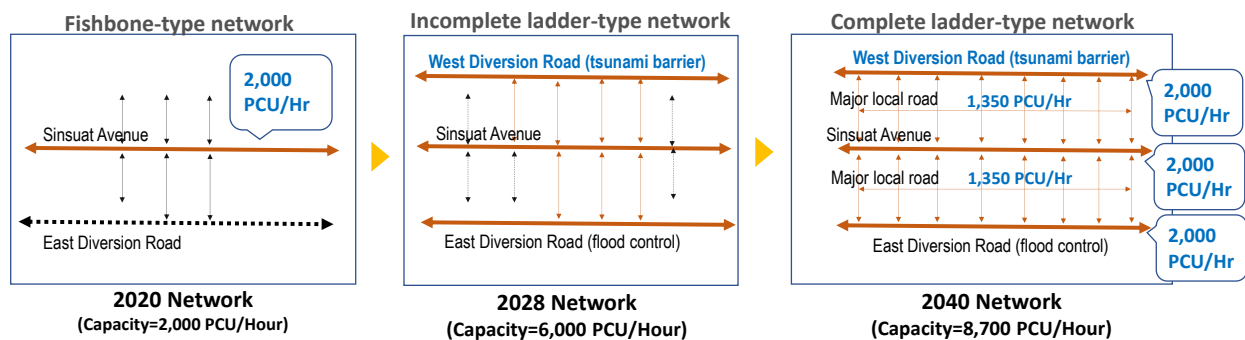 Fishbone-type network
2,000
PCU/Hr
Sinsuat Avenue
East Diversion Road
2020 Network
(Capacity=2,000 PCU/Hour)
Incomplete ladder-type network
West Diversion Road (tsunami barrier)
Sinsuat Avenue
East Diversion Road (flood control)
2028 Network
(Capacity=6,000 PCU/Hour)
Complete ladder-type network
West Diversion Road (tsunami barrier)
2,000
PCU/Hr
Major local road
1,350 PCU/Hr
Sinsuat Avenue
2,000
PCU/Hr
Major local road
1,350 PCU/Hr
2,000
PCU/Hr
East Diversion Road (flood control)
2040 Network
(Capacity=8,700 PCU/Hour)